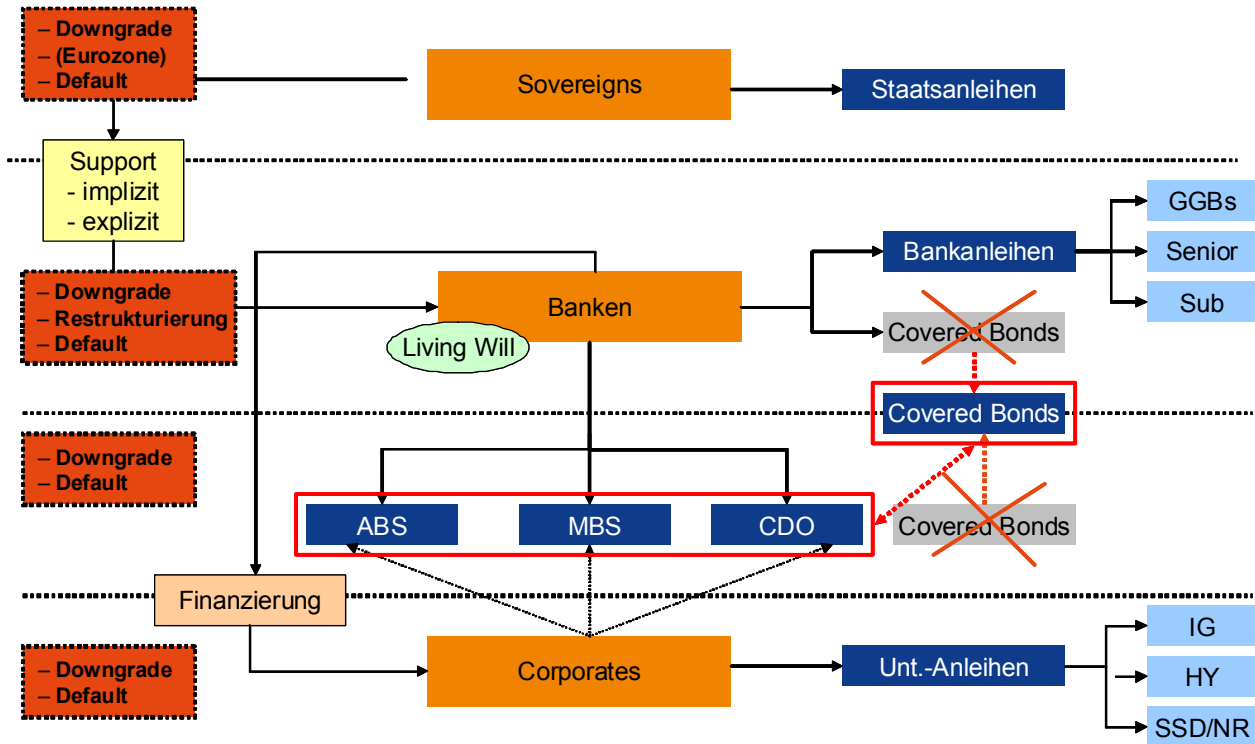 – Downgrade
– (Eurozone)
– Default
Sovereigns
Staatsanleihen
Support
- implizit
- explizit
GGBs
Bankanleihen
Senior
– Downgrade
– Restrukturierung
– Default
Banken
Sub
Covered Bonds
Living Will
Covered Bonds
– Downgrade
– Default
ABS
MBS
CDO
Covered Bonds
Finanzierung
IG
– Downgrade
– Default
Corporates
Unt.-Anleihen
HY
SSD/NR